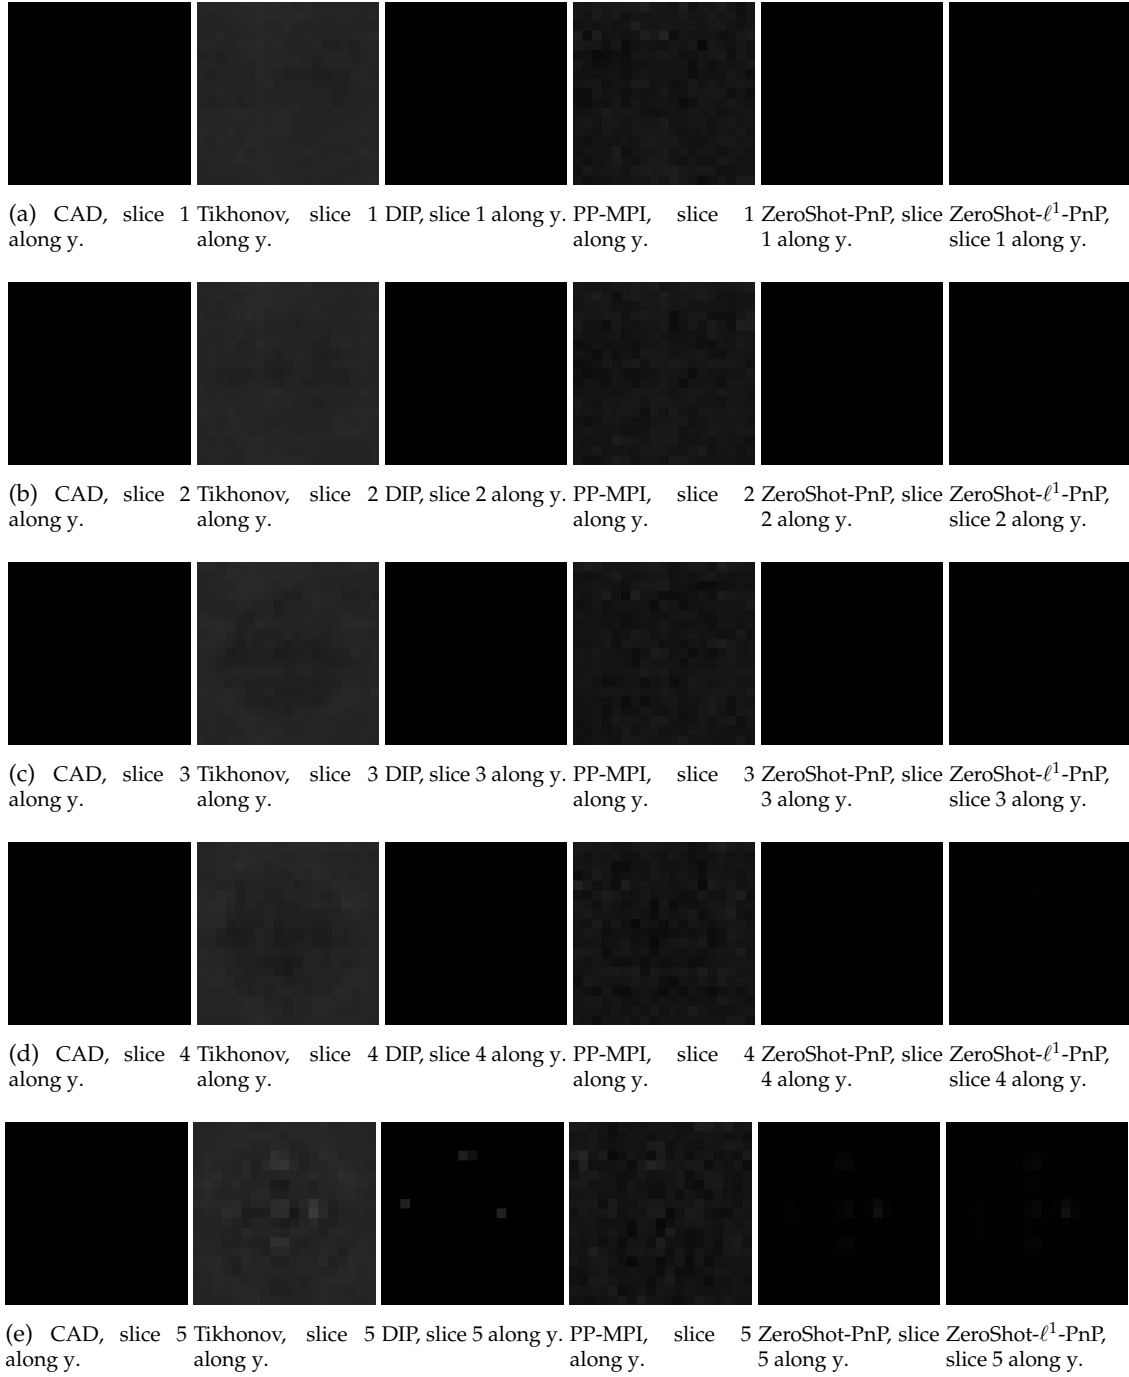 (a) CAD, slice 1 along y.
Tikhonov, slice 1 along y.
DIP, slice 1 along y.
PP-MPI, slice 1 along y.
ZeroShot-PnP, slice 1 along y.
ZeroShot-ℓ¹-PnP, slice 1 along y.
(b) CAD, slice 2 along y.
Tikhonov, slice 2 along y.
DIP, slice 2 along y.
PP-MPI, slice 2 along y.
ZeroShot-PnP, slice 2 along y.
ZeroShot-ℓ¹-PnP, slice 2 along y.
(c) CAD, slice 3 along y.
Tikhonov, slice 3 along y.
DIP, slice 3 along y.
PP-MPI, slice 3 along y.
ZeroShot-PnP, slice 3 along y.
ZeroShot-ℓ¹-PnP, slice 3 along y.
(d) CAD, slice 4 along y.
Tikhonov, slice 4 along y.
DIP, slice 4 along y.
PP-MPI, slice 4 along y.
ZeroShot-PnP, slice 4 along y.
ZeroShot-ℓ¹-PnP, slice 4 along y.
(e) CAD, slice 5 along y.
Tikhonov, slice 5 along y.
DIP, slice 5 along y.
PP-MPI, slice 5 along y.
ZeroShot-PnP, slice 5 along y.
ZeroShot-ℓ¹-PnP, slice 5 along y.